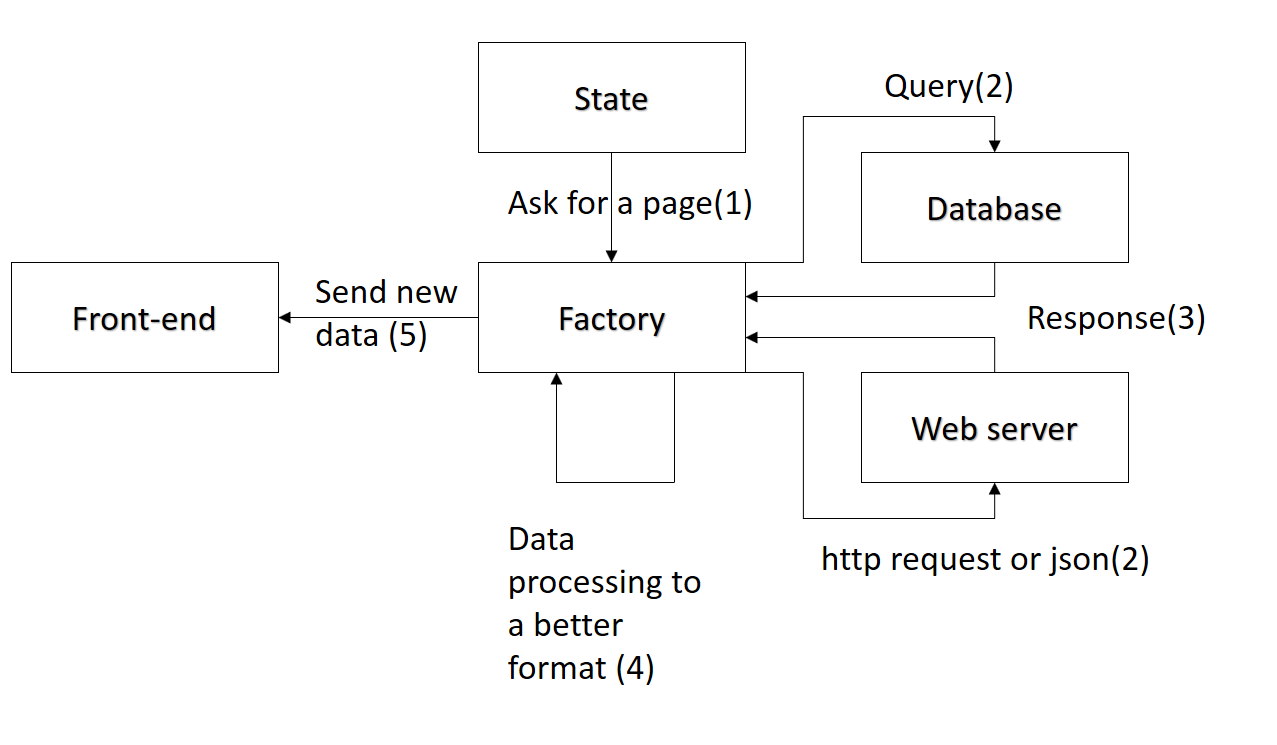 State
Query(2)
Ask for a page(1)
Database
Send new
data (5)
Front-end
Factory
Response(3)
Web server
Data
processing to
a better
format (4)
http request or json(2)